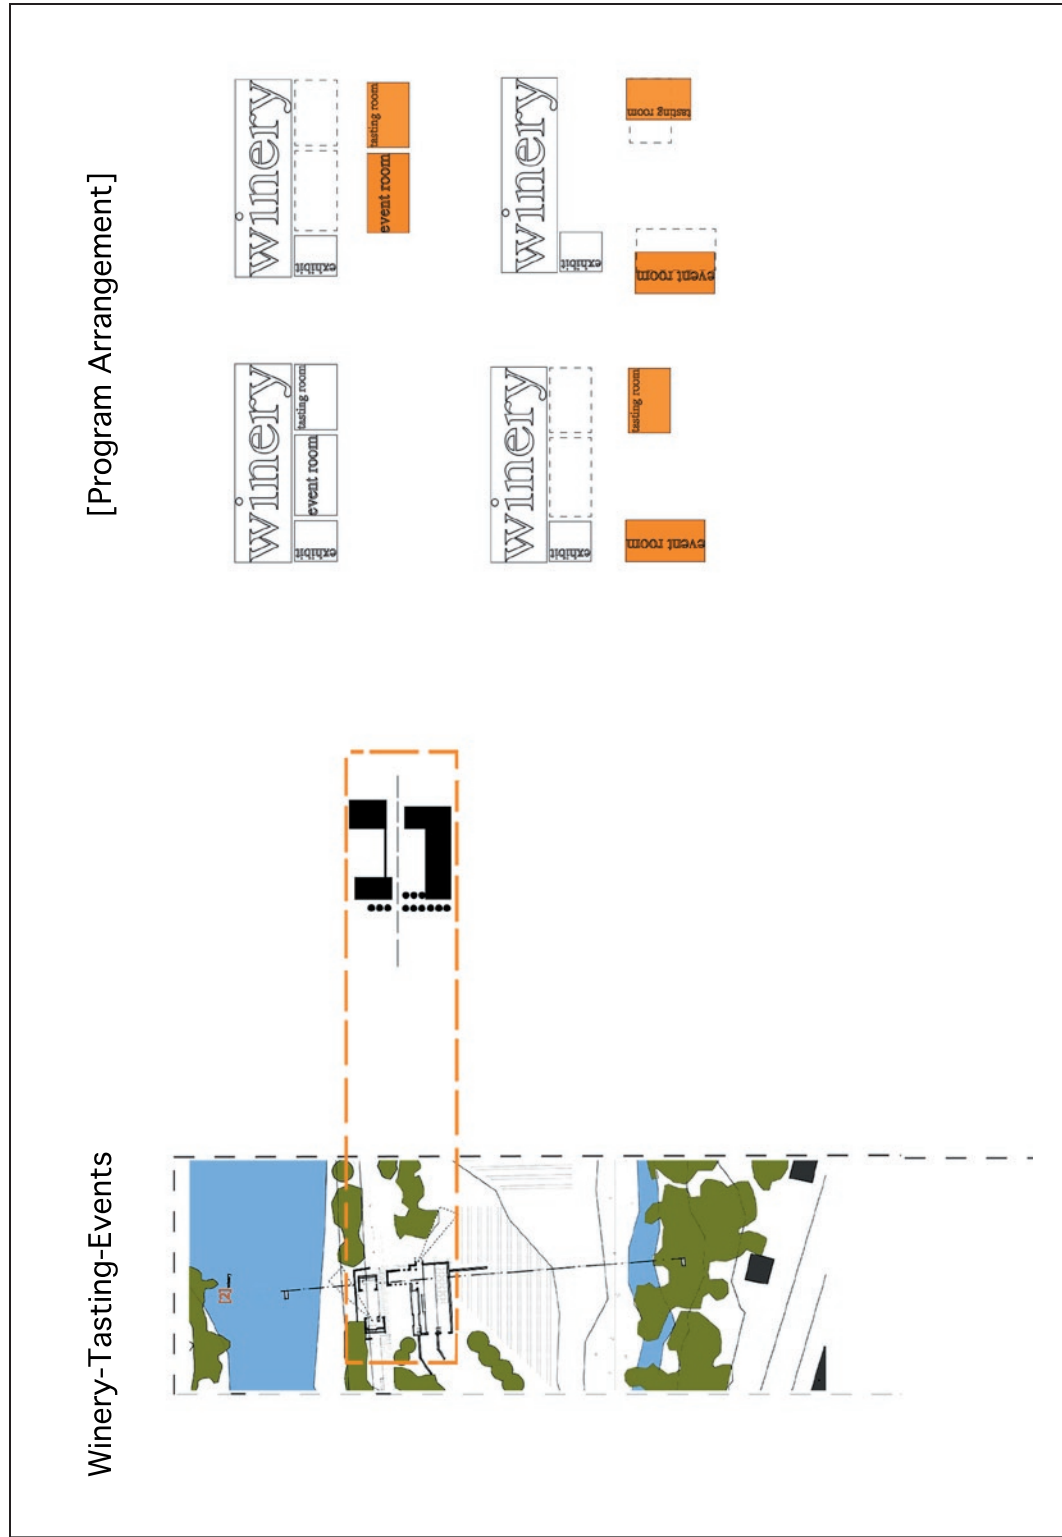 Winery-Tasting-Events
[Program Arrangement]
winery
exhibit
event room
tasting room
winery
exhibit
event room
tasting room
winery
exhibit
event room
tasting room
winery
exhibit
event room
tasting room
[2]